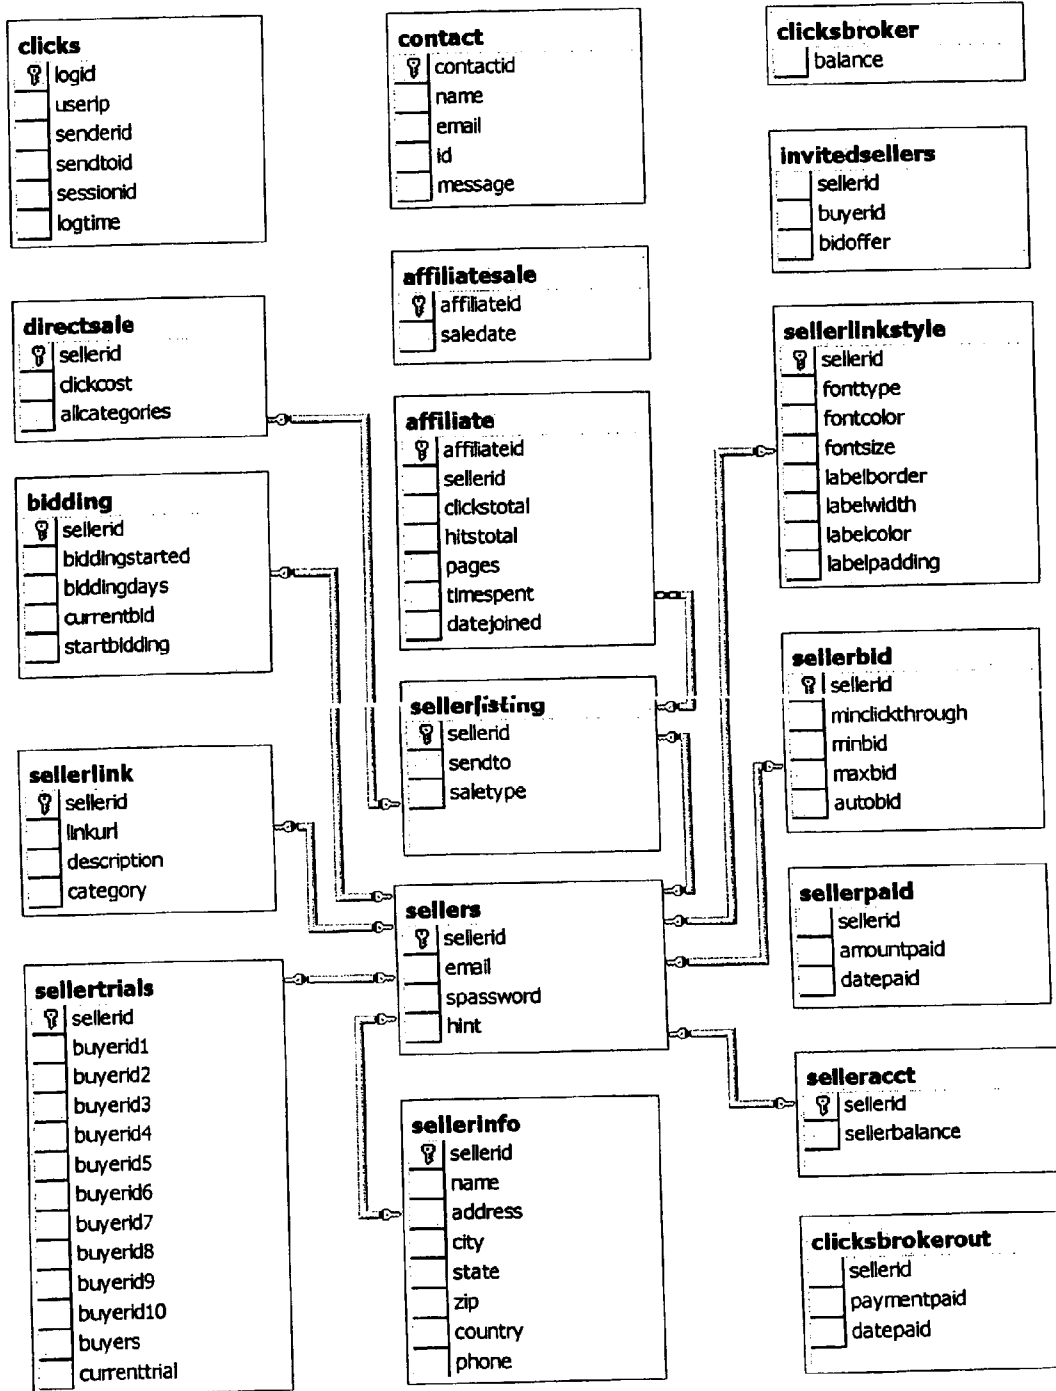 clicks
logid
userip
senderid
sendtoid
sessionid
logtime
contact
contactid
name
email
id
message
clicksbroker
balance
invitedsellers
sellerid
buyerid
bidoffer
directsale
sellerid
clickcost
allcategories
affiliatesale
affiliateid
saledate
sellerlinkstyle
sellerid
fonttype
fontcolor
fontsize
labelborder
labelwidth
labelcolor
labelpadding
bidding
sellerid
biddingstarted
biddingdays
currentbid
startbidding
affiliate
affiliateid
sellerid
clickstotal
hitstotal
pages
timespent
datejoined
sellerbid
sellerid
minclickthrough
minbid
maxbid
autobid
sellerlink
sellerid
linkurl
description
category
sellerlisting
sellerid
sendto
saletype
sellerpaid
sellerid
amountpaid
datepaid
sellers
sellerid
email
spassword
hint
sellertrials
sellerid
buyerid1
buyerid2
buyerid3
buyerid4
buyerid5
buyerid6
buyerid7
buyerid8
buyerid9
buyerid10
buyers
currenttrial
sellerinfo
sellerid
name
address
city
state
zip
country
phone
selleracct
sellerid
sellerbalance
clicksbrokerout
sellerid
paymentpaid
datepaid